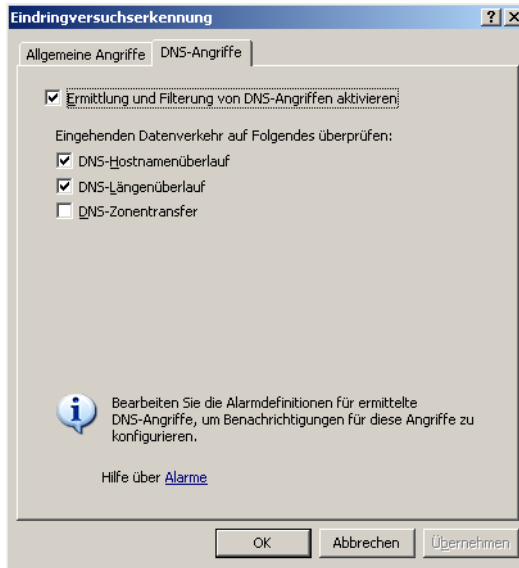 Eindringversuchserkennung
Allgemeine Angriffe DNS-Angriffe
Ermittlung und Filterung von DNS-Angriffen aktivieren
Eingehenden Datenverkehr auf Folgendes überprüfen:
DNS-Hostnamenüberlauf
DNS-Längenüberlauf
DNS-Zonentransfer
Bearbeiten Sie die Alarmdefinitionen für ermittelte
DNS-Angriffe, um Benachrichtigungen für diese Angriffe zu
konfigurieren.
Hilfe über Alarme
OK Abbrechen Übernehmen